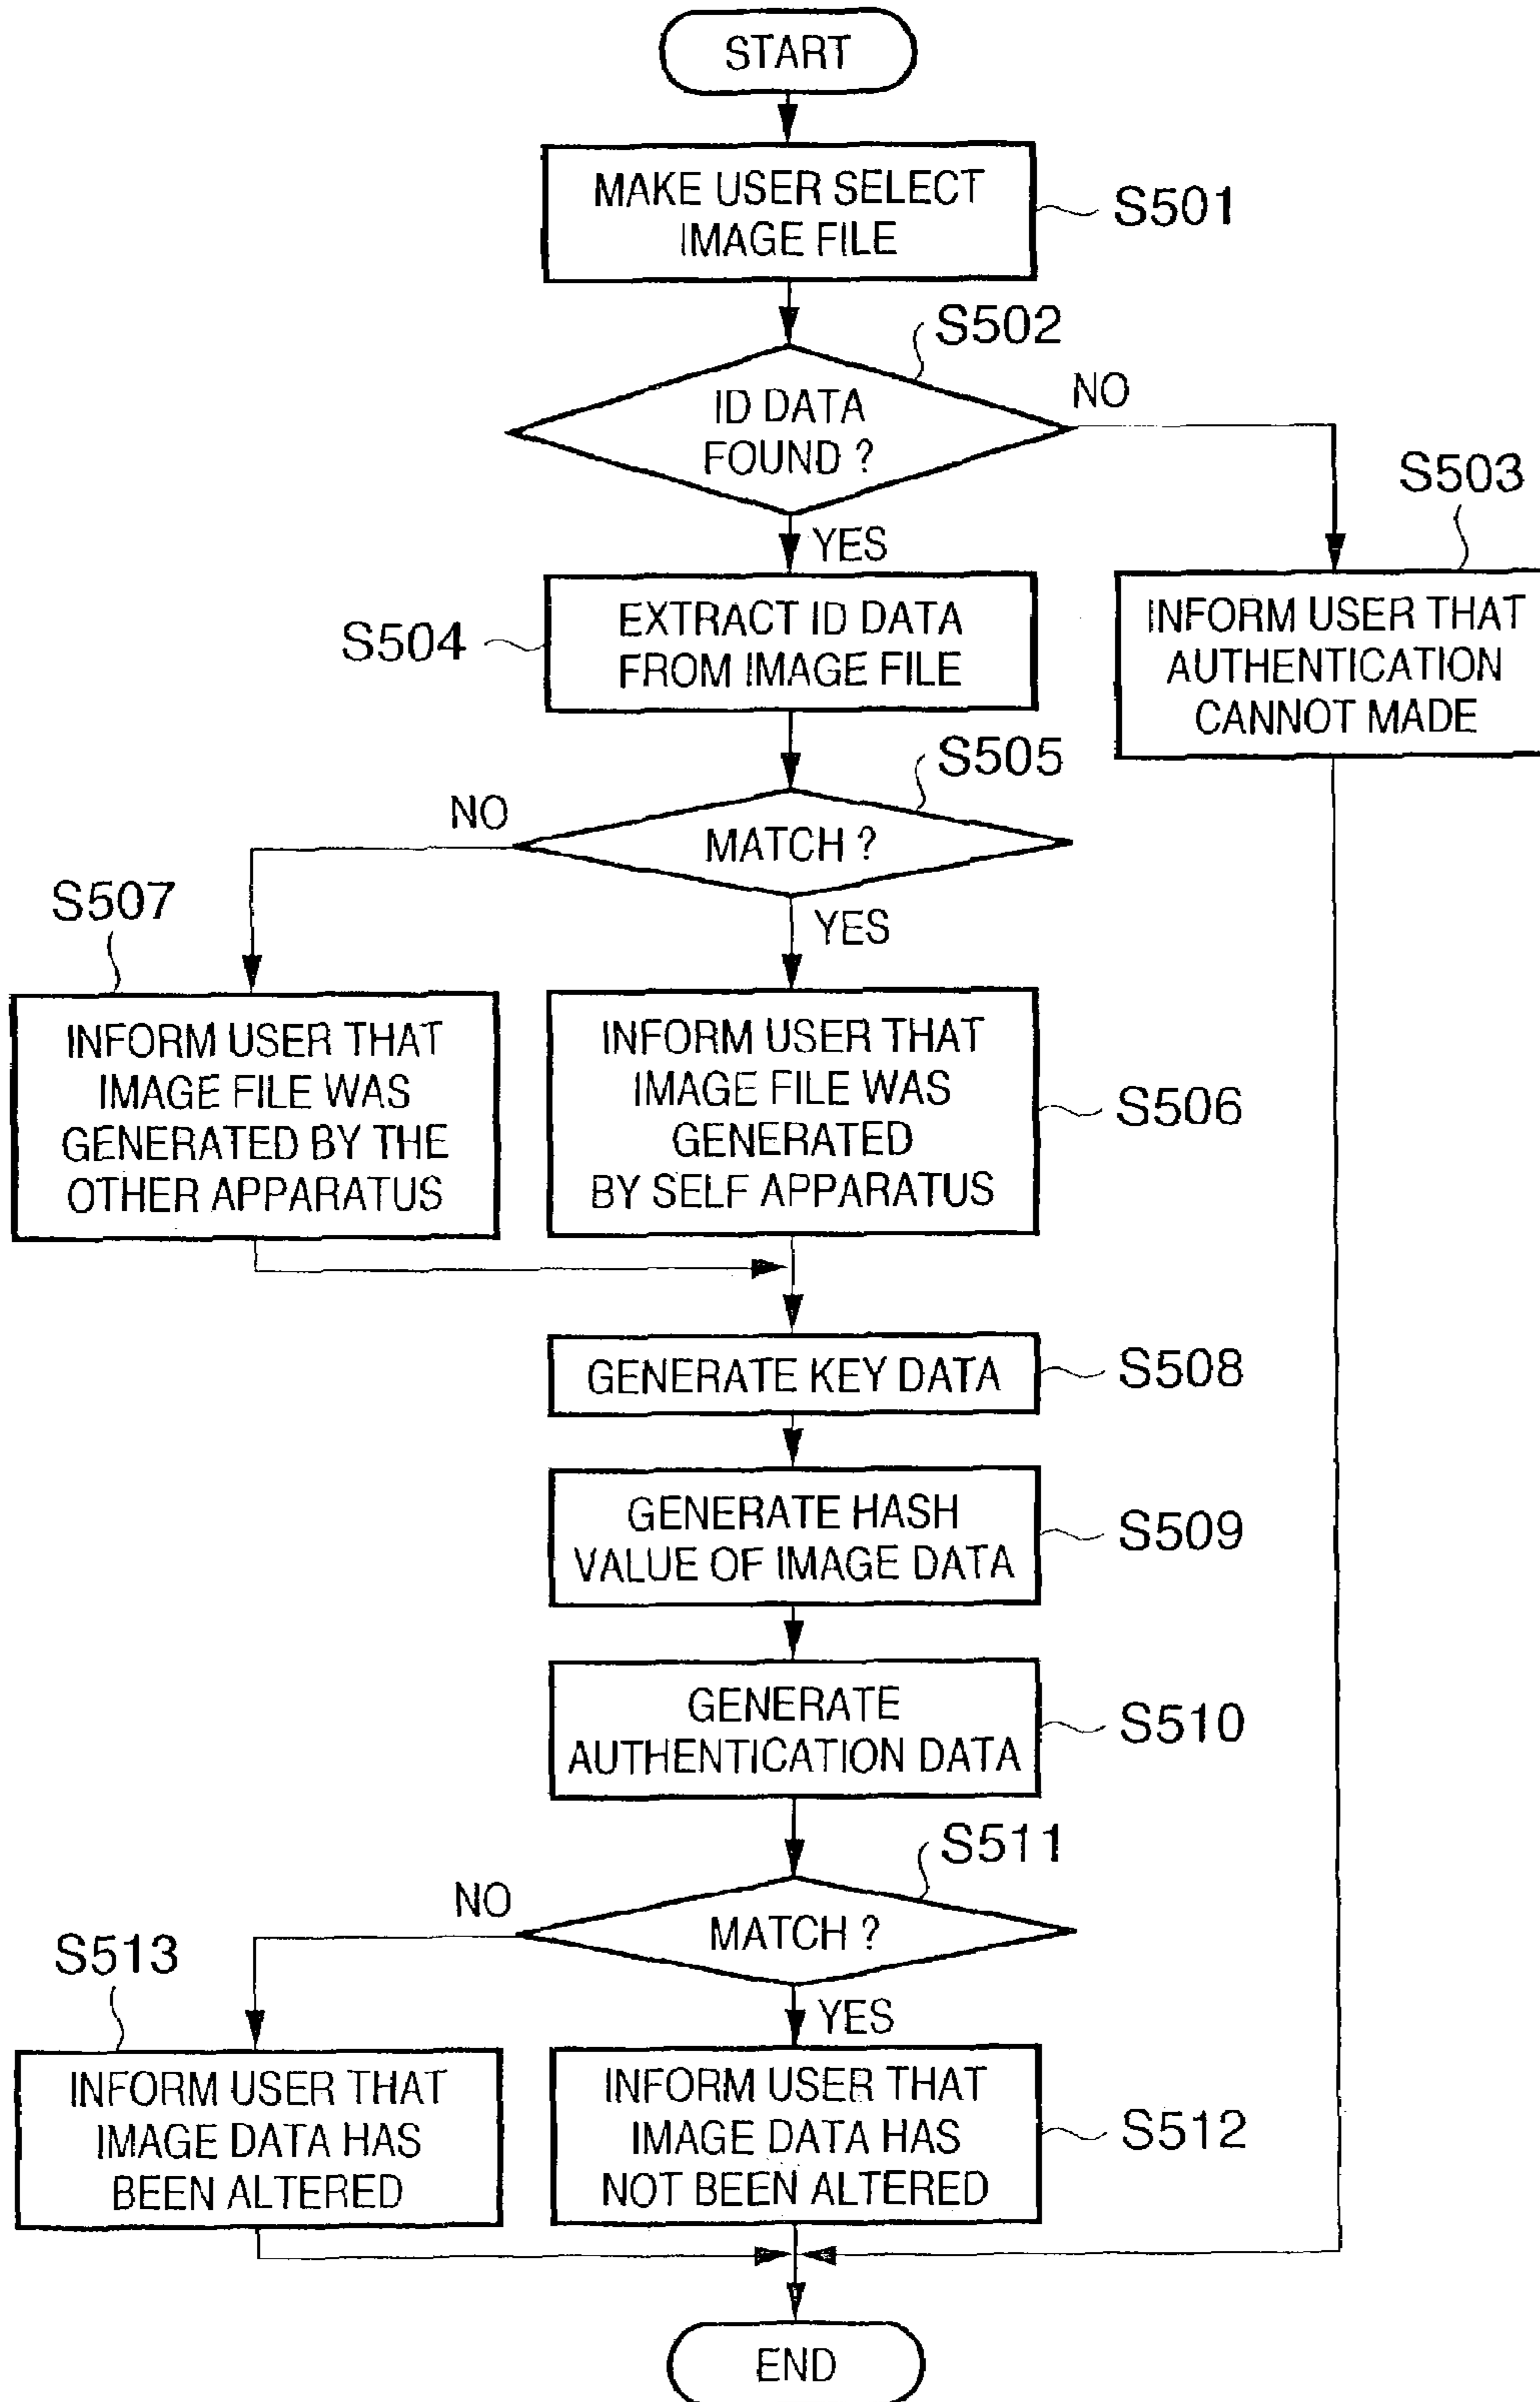 START
MAKE USER SELECT
IMAGE FILE
S501
S502
ID DATA
FOUND ?
NO
YES
S503
INFORM USER THAT
AUTHENTICATION
CANNOT MADE
S504
EXTRACT ID DATA
FROM IMAGE FILE
S505
MATCH ?
NO
YES
S507
INFORM USER THAT
IMAGE FILE WAS
GENERATED BY THE
OTHER APPARATUS
INFORM USER THAT
IMAGE FILE WAS
GENERATED
BY SELF APPARATUS
S506
GENERATE KEY DATA
S508
GENERATE HASH
VALUE OF IMAGE DATA
S509
GENERATE
AUTHENTICATION DATA
S510
S511
MATCH ?
NO
YES
S513
INFORM USER THAT
IMAGE DATA HAS
BEEN ALTERED
INFORM USER THAT
IMAGE DATA HAS
NOT BEEN ALTERED
S512
END